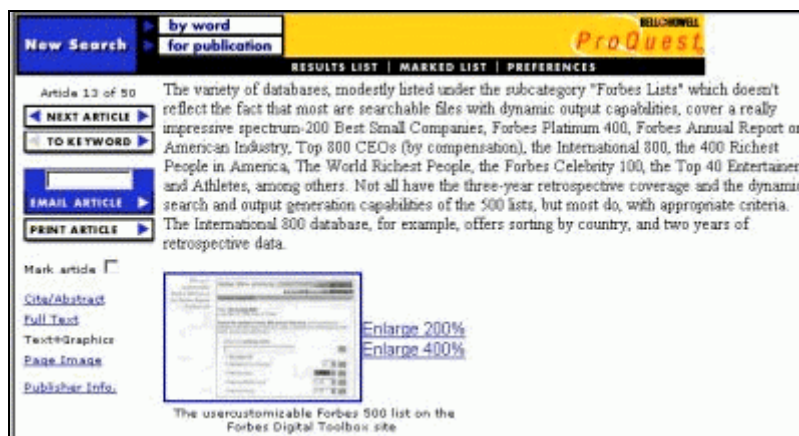 New Search
by word
for publication
BELL+HOWELL
ProQuest
RESULTS LIST | MARKED LIST | PREFERENCES
Article 13 of 50
NEXT ARTICLE
TO KEYWORD
EMAIL ARTICLE
PRINT ARTICLE
Mark article
Cite/Abstract
Full Text
Text+Graphics
Page Image
Publisher Info.
The variety of databases, modestly listed under the subcategory "Forbes Lists" which doesn't
reflect the fact that most are searchable files with dynamic output capabilities, cover a really
impressive spectrum-200 Best Small Companies, Forbes Platinum 400, Forbes Annual Report on
American Industry, Top 800 CEOs (by compensation), the International 800, the 400 Richest
People in America, The World Richest People, the Forbes Celebrity 100, the Top 40 Entertainer
and Athletes, among others. Not all have the three-year retrospective coverage and the dynamic
search and output generation capabilities of the 500 lists, but most do, with appropriate criteria.
The International 800 database, for example, offers sorting by country, and two years of
retrospective data.
Enlarge 200%
Enlarge 400%
The usercustomizable Forbes 500 list on the
Forbes Digital Toolbox site